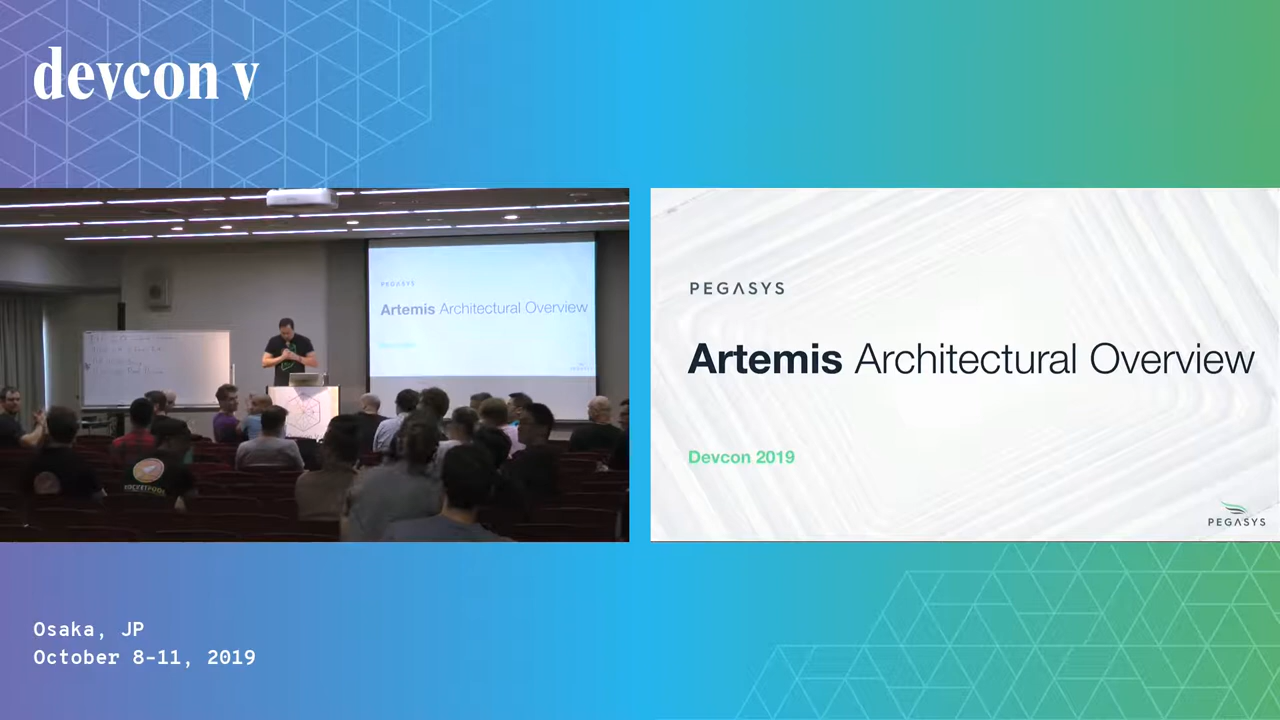 devcon v
PEGASYS
Artemis Architectural Overview
PEGASYS
Artemis Architectural Overview
Devcon 2019
PEGASYS
Osaka, JP
October 8-11, 2019